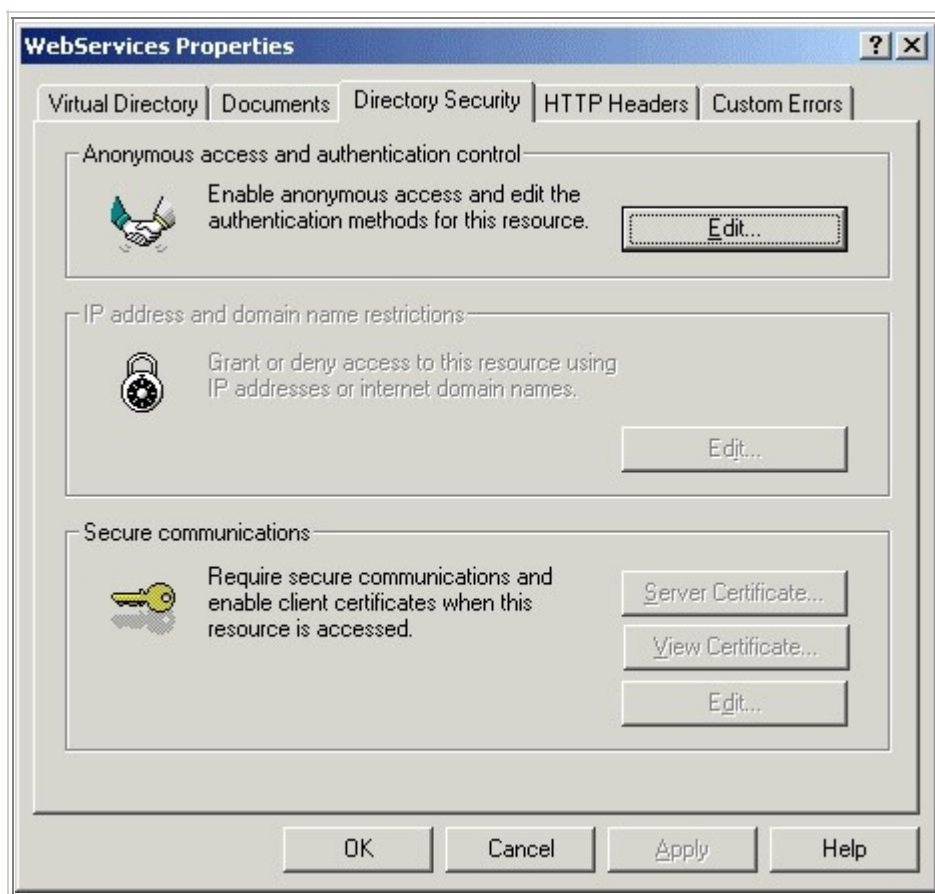 WebServices Properties
Virtual Directory Documents Directory Security HTTP Headers Custom Errors
Anonymous access and authentication control
Enable anonymous access and edit the
authentication methods for this resource.
Edit...
IP address and domain name restrictions
Grant or deny access to this resource using
IP addresses or internet domain names.
Edit...
Secure communications
Require secure communications and
enable client certificates when this
resource is accessed.
Server Certificate...
View Certificate...
Edit...
OK Cancel Apply Help